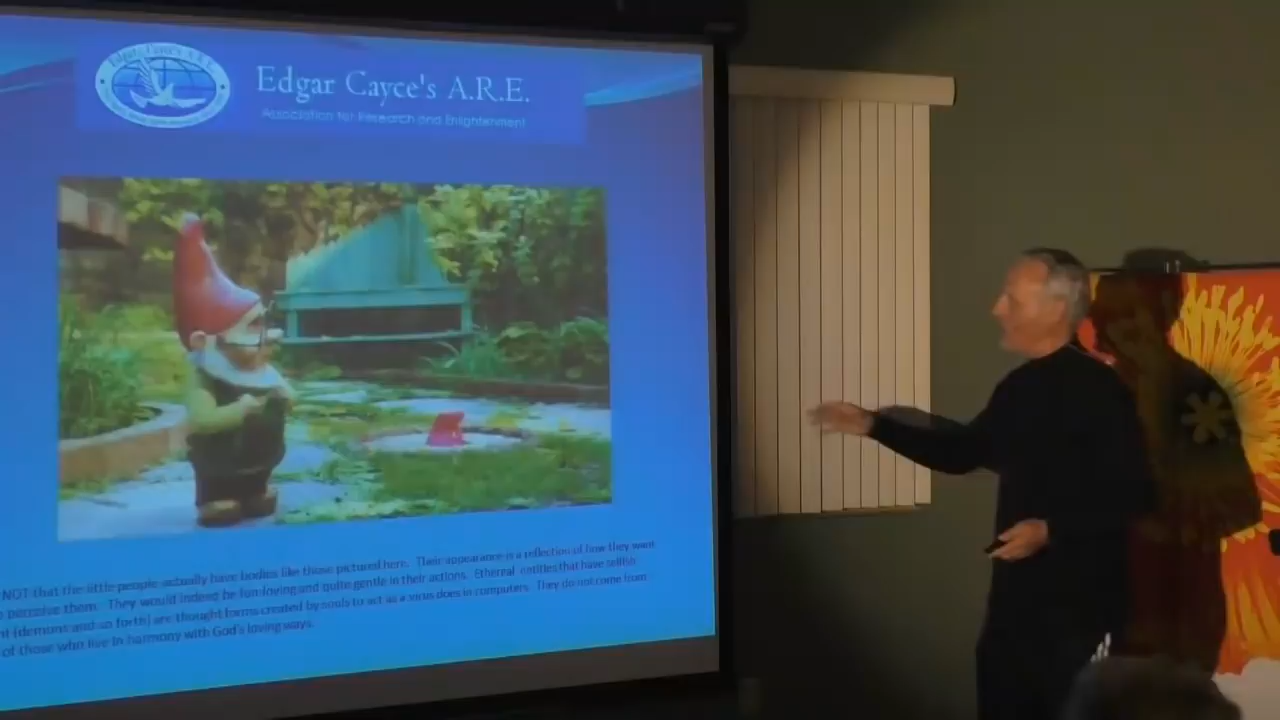 Edgar Cayce's A.R.E.
Association for Research and Enlightenment
NOT that the little people actually have bodies like those pictured here. Their appearance is a reflection of how they want
perceive them. They would indeed be fun-loving and quite gentle in their actions. Ethereal entities that have selfish
(demons and so forth) are thought forms created by souls to act as a virus does in computers. They do not come from
of those who live in harmony with God's loving ways.